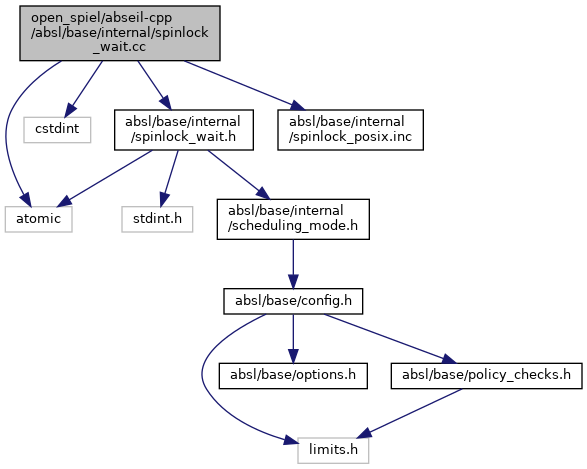 open_spiel/abseil-cpp
/absl/base/internal/spinlock
_wait.cc
cstdint
absl/base/internal
/spinlock_wait.h
absl/base/internal
/spinlock_posix.inc
atomic
stdint.h
absl/base/internal
/scheduling_mode.h
absl/base/config.h
absl/base/options.h
absl/base/policy_checks.h
limits.h